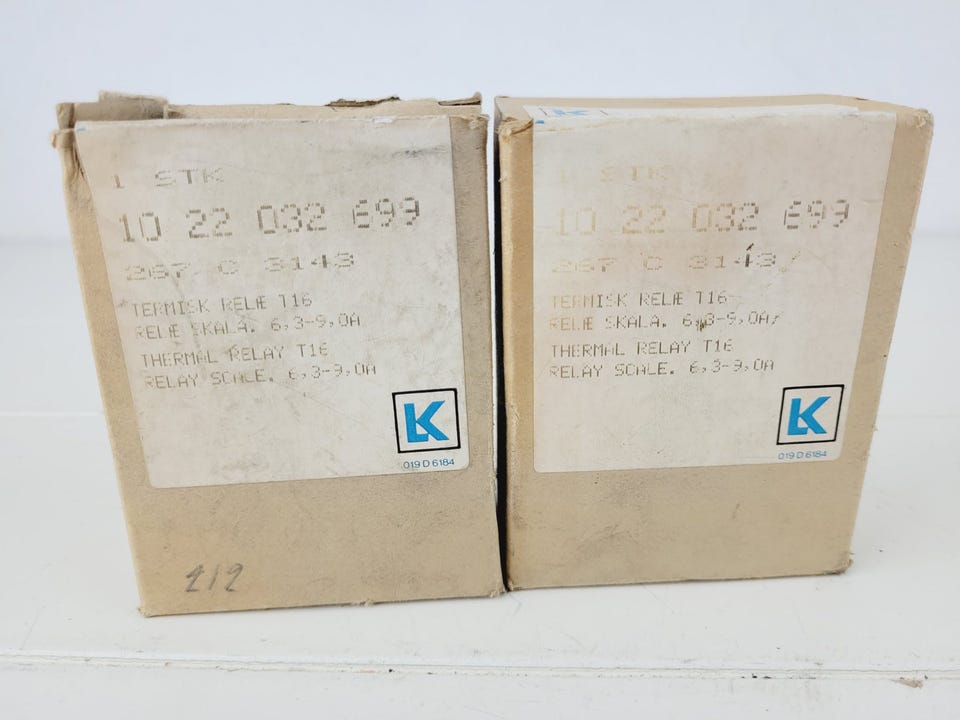 1 STK
10 22 032 699
267 C 3143
TERMISK RELÆ T16
RELÆ SKALA. 6,3-9,0A
THERMAL RELAY T16
RELAY SCALE. 6,3-9,0A
LK
019 D 6184
212
LK
1 STK
10 22 032 699
267 C 3143
TERMISK RELÆ T16
RELÆ SKALA. 6,3-9,0A
THERMAL RELAY T16
RELAY SCALE. 6,3-9,0A
LK
019 D 6184